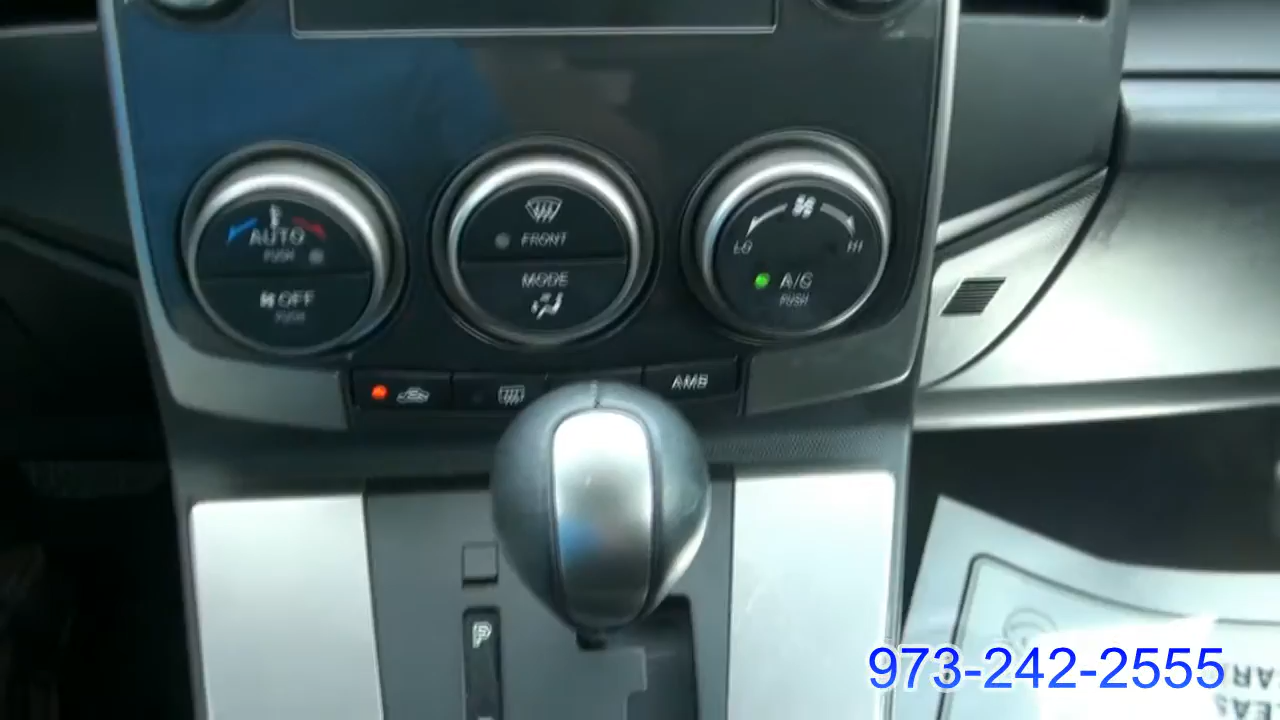 AUTO
PUSH
OFF
PUSH
FRONT
MODE
LO
HI
A/C
PUSH
AMB
P
973-242-2555